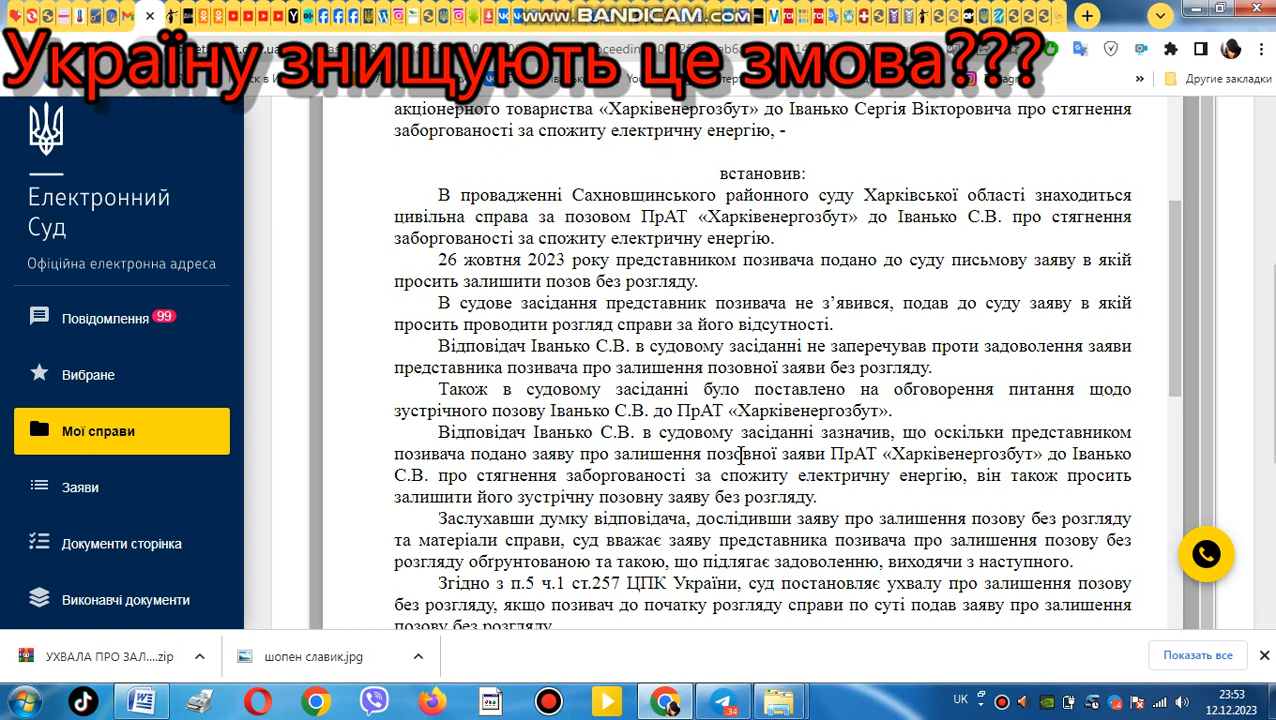 www.BANDICAM.com
Україну знищують це змова???
Другие закладки
акціонерного товариства «Харківенергозбут» до Іванько Сергія Вікторовича про стягнення
заборгованості за спожиту електричну енергію, -
встановив:
В провадженні Сахновщинського районного суду Харківської області знаходиться
цивільна справа за позовом ПрАТ «Харківенергозбут» до Іванько С.В. про стягнення
заборгованості за спожиту електричну енергію.
26 жовтня 2023 року представником позивача подано до суду письмову заяву в якій
просить залишити позов без розгляду.
В судове засідання представник позивача не з’явився, подав до суду заяву в якій
просить проводити розгляд справи за його відсутності.
Відповідач Іванько С.В. в судовому засіданні не заперечував проти задоволення заяви
представника позивача про залишення позовної заяви без розгляду.
Також в судовому засіданні було поставлено на обговорення питання щодо
зустрічного позову Іванько С.В. до ПрАТ «Харківенергозбут».
Відповідач Іванько С.В. в судовому засіданні зазначив, що оскільки представником
позивача подано заяву про залишення позовної заяви ПрАТ «Харківенергозбут» до Іванько
С.В. про стягнення заборгованості за спожиту електричну енергію, він також просить
залишити його зустрічну позовну заяву без розгляду.
Заслухавши думку відповідача, дослідивши заяву про залишення позову без розгляду
та матеріали справи, суд вважає заяву представника позивача про залишення позову без
розгляду обґрунтованою та такою, що підлягає задоволенню, виходячи з наступного.
Згідно з п.5 ч.1 ст.257 ЦПК України, суд постановляє ухвалу про залишення позову
без розгляду, якщо позивач до початку розгляду справи по суті подав заяву про залишення
позову без розгляду.
Електронний
Суд
Офіційна електронна адреса
Повідомлення 99
Вибране
Мої справи
Заяви
Документи сторінка
Виконавчі документи
УХВАЛА ПРО ЗАЛ....zip
шопен славик.jpg
Показать все
UK
23:53
12.12.2023
34